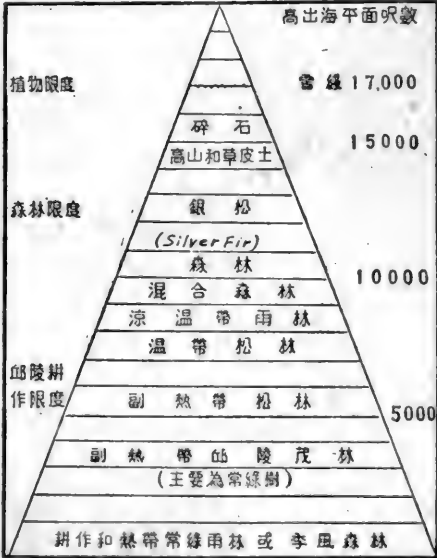 高出海平面呎數
植物限度
雪線 17,000
碎石
15000
高山和草皮土
森林限度
銀松
(Silver Fir)
森林
10000
混合森林
涼溫帶雨林
溫帶松林
邱陵耕
作限度
副熱帶松林
5000
副熱帶邱陵茂林
(主要為常綠樹)
耕作和熱帶常綠雨林或季風森林